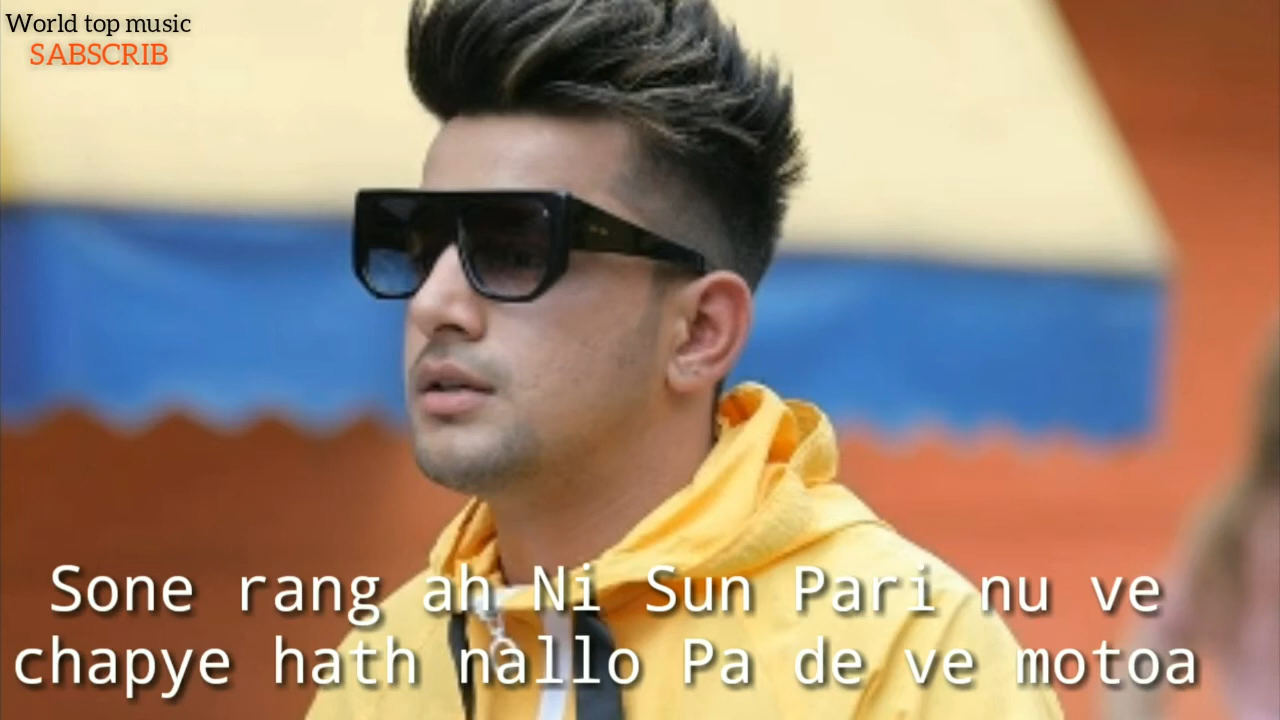 World top music
SABSCRIB
Sone rang ah Ni Sun Pari nu ve
chapye hath nallo Pa de ve motoa